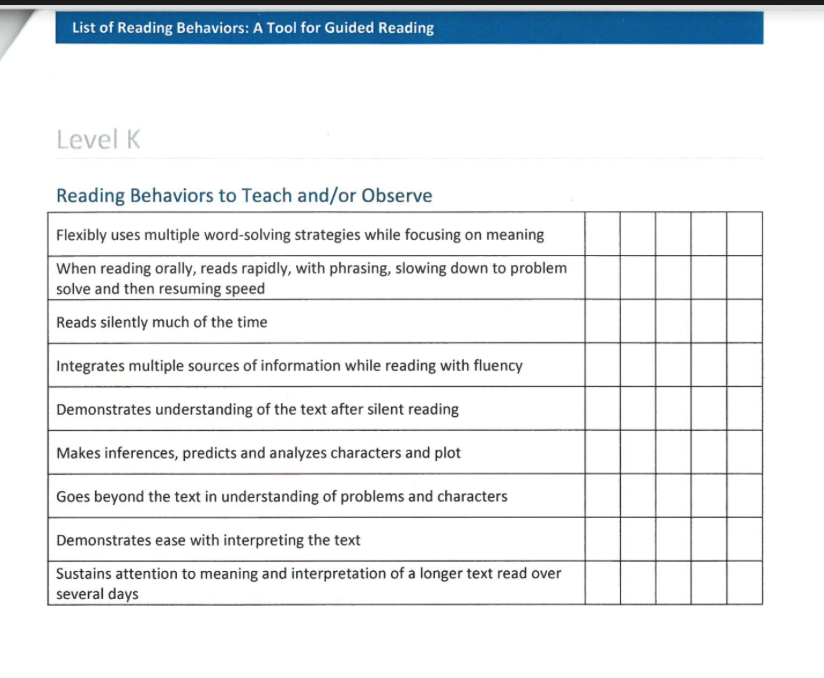 List of Reading Behaviors: A Tool for Guided Reading
Level K
Reading Behaviors to Teach and/or Observe
Flexibly uses multiple word-solving strategies while focusing on meaning
When reading orally, reads rapidly, with phrasing, slowing down to problem
solve and then resuming speed
Reads silently much of the time
Integrates multiple sources of information while reading with fluency
Demonstrates understanding of the text after silent reading
Makes inferences, predicts and analyzes characters and plot
Goes beyond the text in understanding of problems and characters
Demonstrates ease with interpreting the text
Sustains attention to meaning and interpretation of a longer text read over
several days